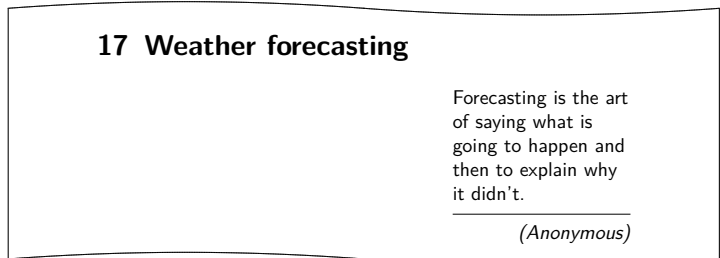 17 Weather forecasting
Forecasting is the art
of saying what is
going to happen and
then to explain why
it didn't.
(Anonymous)